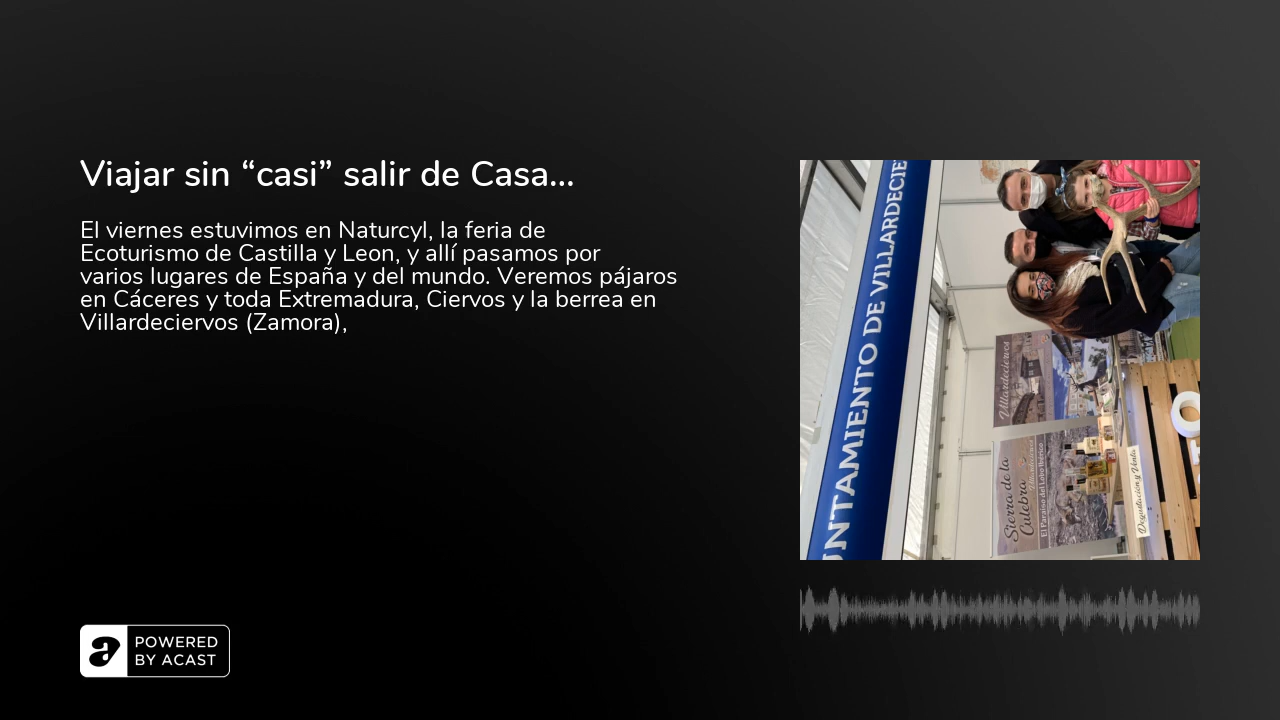 Viajar sin “casi” salir de Casa...
El viernes estuvimos en Naturcyl, la feria de
Ecoturismo de Castilla y Leon, y allí pasamos por
varios lugares de España y del mundo. Veremos pájaros
en Cáceres y toda Extremadura, Ciervos y la berrea en
Villardeciervos (Zamora),
UNTAMIENTO DE VILLARDECIE
Villardeciervos
Sierra de la
Culebra
Villardeciervos
El Paraíso del Lobo Ibérico
Degustación y Venta
a
POWERED
BY ACAST